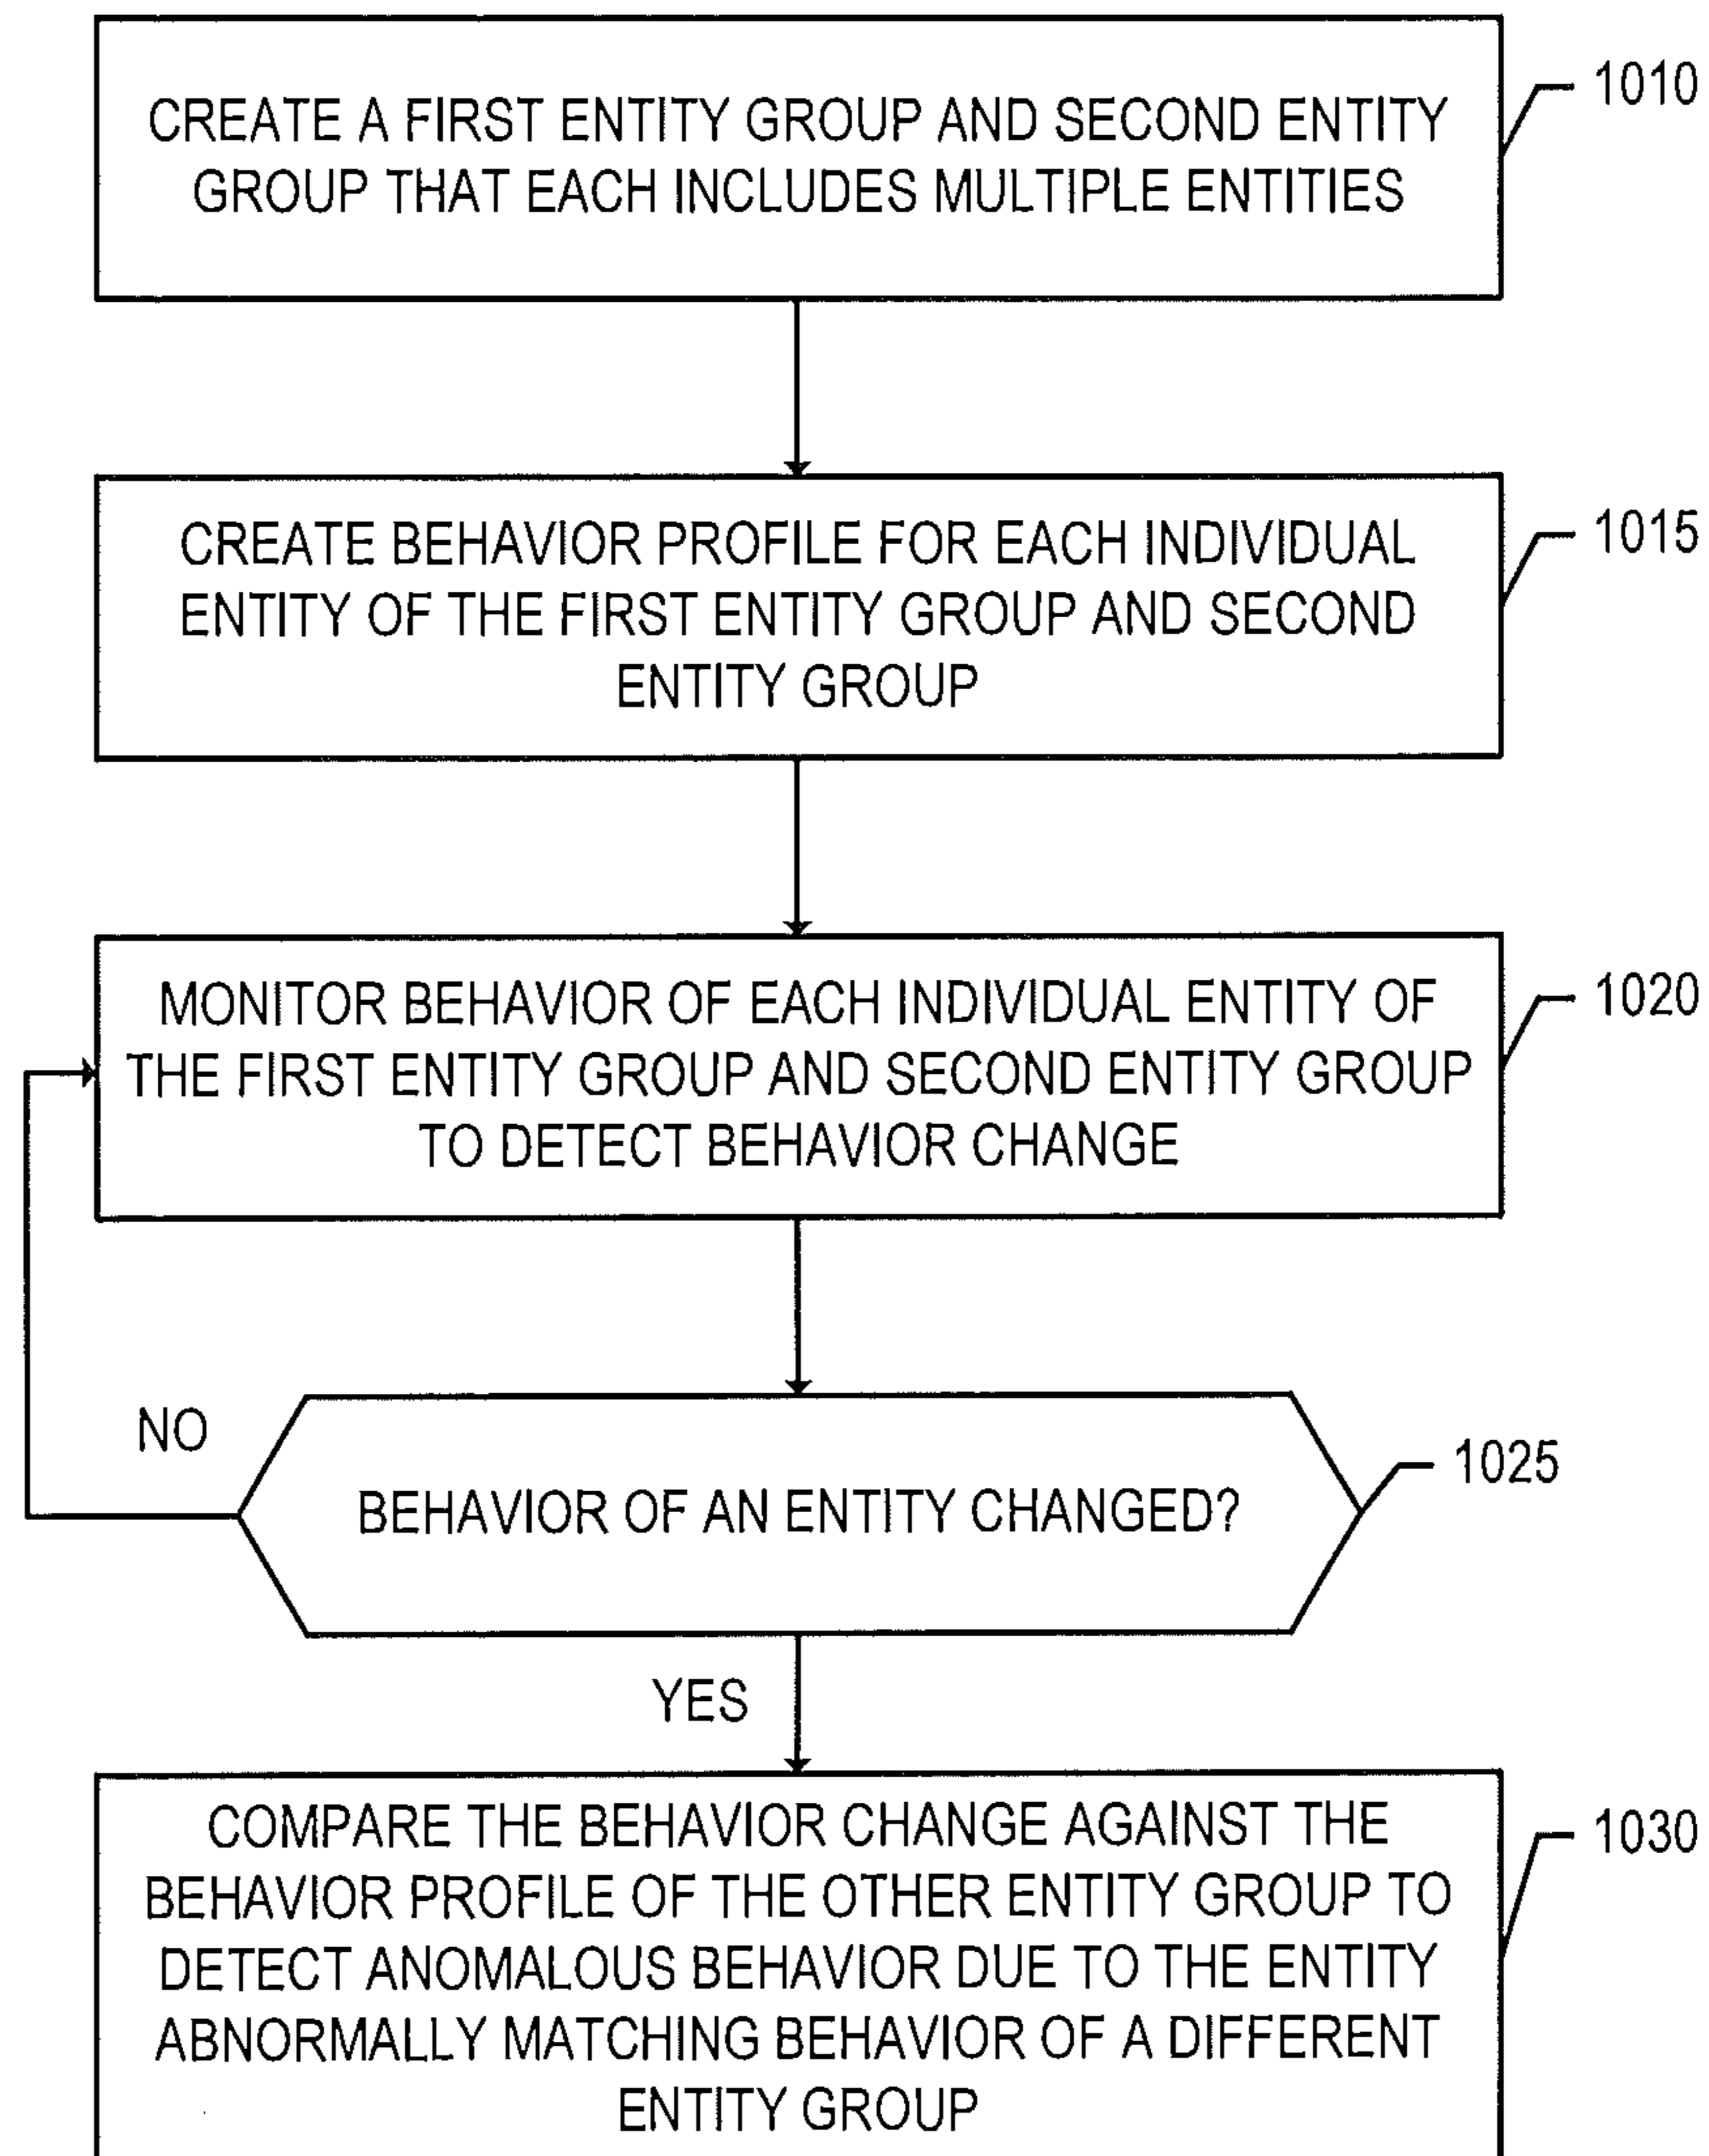 CREATE A FIRST ENTITY GROUP AND SECOND ENTITY
GROUP THAT EACH INCLUDES MULTIPLE ENTITIES
1010
CREATE BEHAVIOR PROFILE FOR EACH INDIVIDUAL
ENTITY OF THE FIRST ENTITY GROUP AND SECOND
ENTITY GROUP
1015
MONITOR BEHAVIOR OF EACH INDIVIDUAL ENTITY OF
THE FIRST ENTITY GROUP AND SECOND ENTITY GROUP
TO DETECT BEHAVIOR CHANGE
1020
NO
BEHAVIOR OF AN ENTITY CHANGED?
1025
YES
COMPARE THE BEHAVIOR CHANGE AGAINST THE
BEHAVIOR PROFILE OF THE OTHER ENTITY GROUP TO
DETECT ANOMALOUS BEHAVIOR DUE TO THE ENTITY
ABNORMALLY MATCHING BEHAVIOR OF A DIFFERENT
ENTITY GROUP
1030